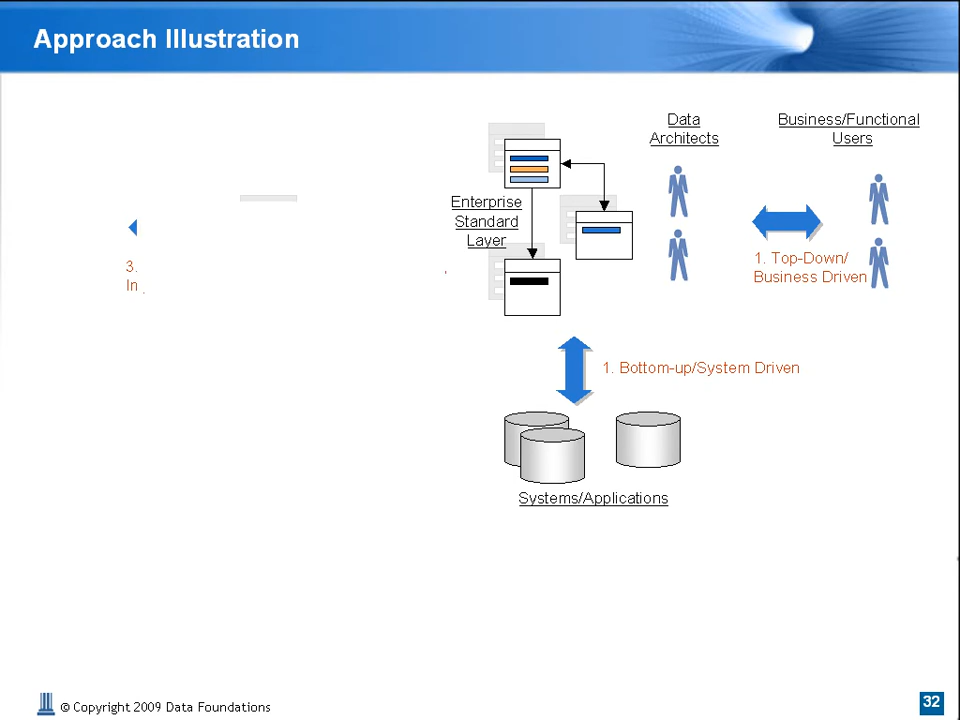 Approach Illustration
Data
Architects
Business/Functional
Users
Enterprise
Standard
Layer
1. Top-Down/
Business Driven
3.
In
1. Bottom-up/System Driven
Systems/Applications
© Copyright 2009 Data Foundations
32